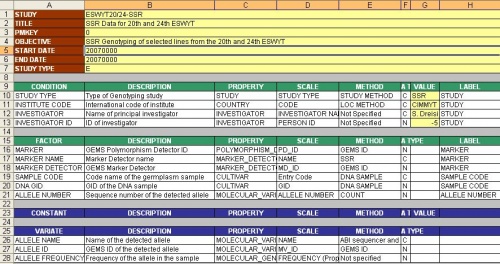 A B C D E F G H
1 STUDY ESWYT20/24-SSR
2 TITLE SSR Data for 20th and 24th ESWYT
3 PMKEY 0
4 OBJECTIVE SSR Genotyping of selected lines from the 20th and 24th ESWYT
5 START DATE 20070000
6 END DATE 20070000
7 STUDY TYPE E
8
9 CONDITION DESCRIPTION PROPERTY SCALE METHOD A T VALUE LABEL
10 STUDY TYPE Type of Genotyping study STUDY STUDY TYPE STUDY METHOD C SSR STUDY
11 INSTITUTE CODE International code of institute COUNTRY CODE LOC METHOD C CIMMYT STUDY
12 INVESTIGATOR Name of principal investigator INVESTIGATOR INVESTIGATOR NA Not Specified C S. Dreisi STUDY
13 INVESTIGATOR ID ID of investigator INVESTIGATOR PERSON ID Not Specified N -5 STUDY
14
15 FACTOR DESCRIPTION PROPERTY SCALE METHOD A TYPE LABEL
16 MARKER GEMS Polymorphism Detector ID POLYMORPHISM_D PD_ID GEMS ID N MARKER
17 MARKER NAME Marker Detector name MARKER_DETECT NAME SSR C MARKER
18 MARKER DETECTOR GEMS Marker Detector MARKER_DETECT MD_ID GEMS ID N MARKER
19 SAMPLE CODE Code name of the germplasm sample CULTIVAR Entry Code DNA SAMPLE C SAMPLE CODE
20 DNA GID GID of the DNA sample CULTIVAR GID DNA SAMPLE N SAMPLE CODE
21 ALLELE NUMBER Sequence number of the detected allele MOLECULAR_VARI ALLELE NUMBER COUNT N ALLELE NUMBER
22
23 CONSTANT DESCRIPTION PROPERTY SCALE METHOD A T VALUE
24
25 VARIATE DESCRIPTION PROPERTY SCALE METHOD A TYPE
26 ALLELE NAME Name of the detected allele MOLECULAR_VARI NAME ABI sequencer and C
27 ALLELE ID GEMS ID of the detected allele MOLECULAR_VARI MV_ID GEMS ID N
28 ALLELE FREQUENCY Frequency of the allele in the sample MOLECULAR_GEN FREQUENCY (Prop Not specified N